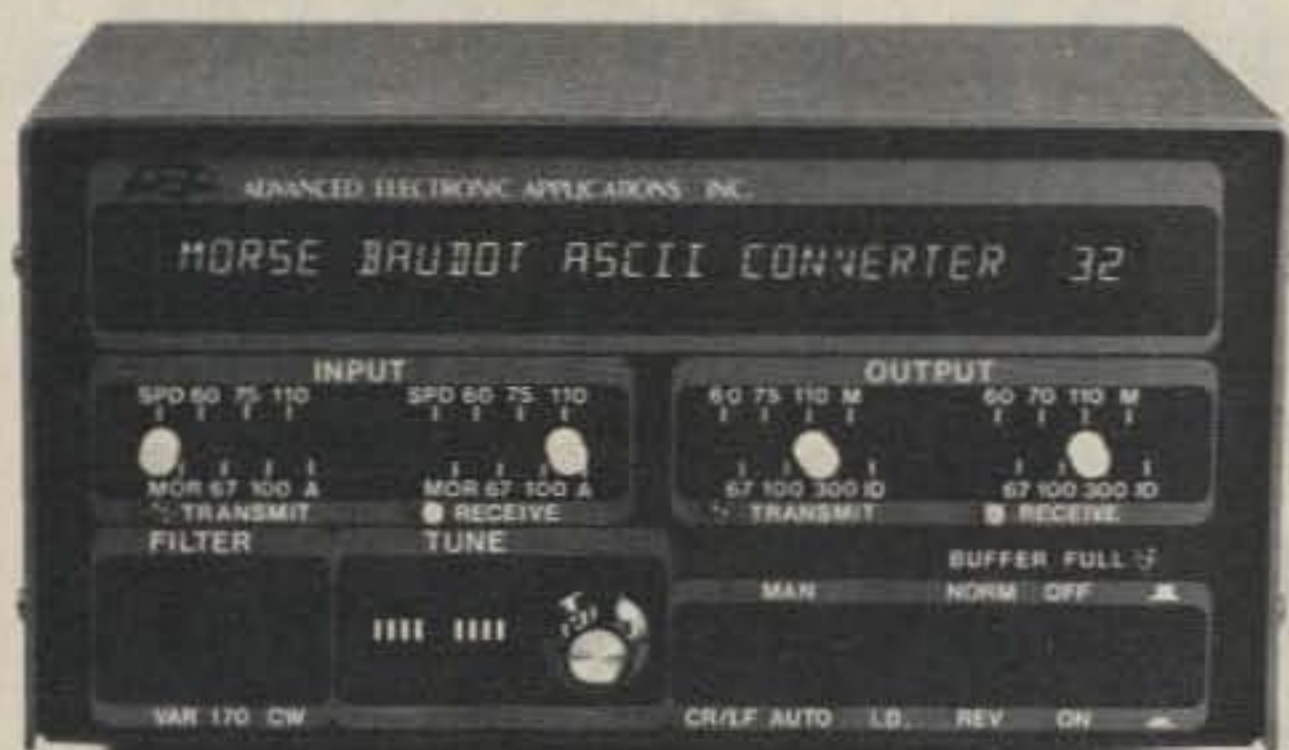 ADVANCED ELECTRONIC APPLICATIONS INC.
MORSE BAUDOT ASCII CONVERTER 32
INPUT
SPD 60 75 110 SPD 60 75 110
MOR 67 100 A MOR 67 100 A
TRANSMIT RECEIVE
OUTPUT
60 75 110 M 60 70 110 M
67 100 300 ID 67 100 300 ID
TRANSMIT RECEIVE
FILTER TUNE
VAR 170 CW
BUFFER FULL
MAN NORM OFF
CR/LF AUTO I.D. REV ON